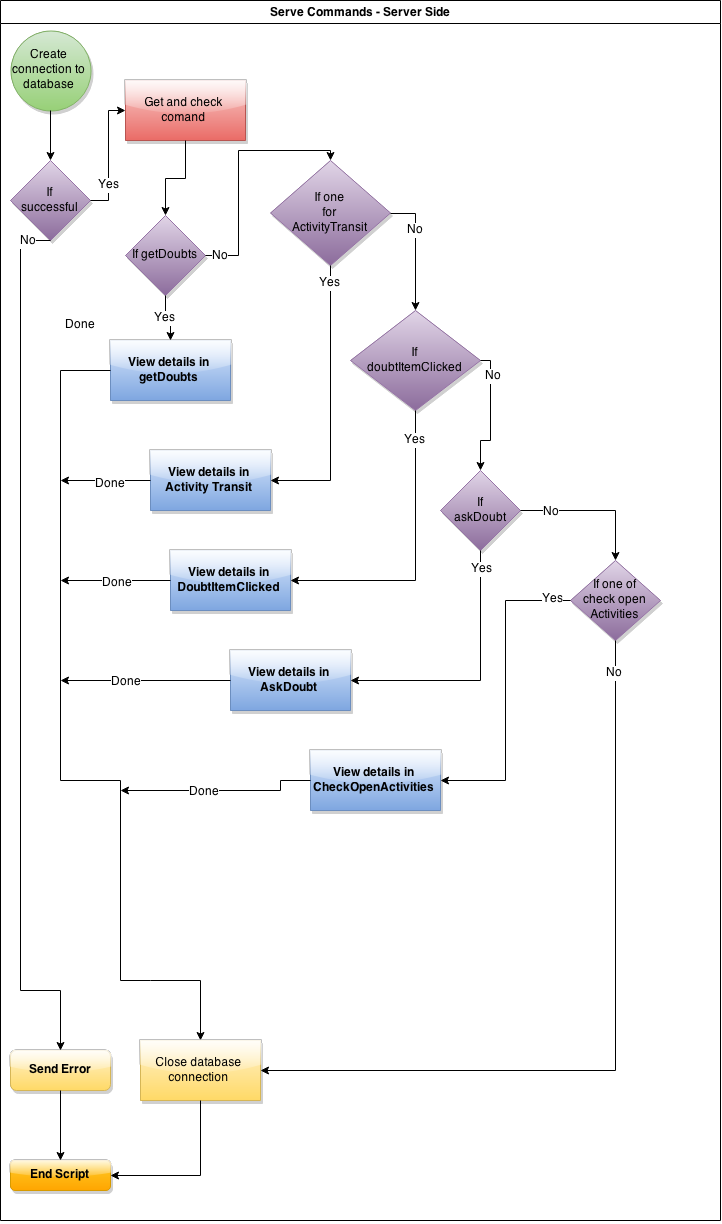 Serve Commands - Server Side
Create
connection to
database
Get and check
comand
If
successful
Yes
No
If one
for
ActivityTransit
If getDoubts
No
No
Yes
Yes
Done
If
doubtItemClicked
View details in
getDoubts
No
Yes
View details in
Activity Transit
Done
If
askDoubt
No
Yes
View details in
DoubtItemClicked
Done
If one of
check open
Activities
Yes
No
View details in
AskDoubt
Done
View details in
CheckOpenActivities
Done
Close database
connection
Send Error
End Script